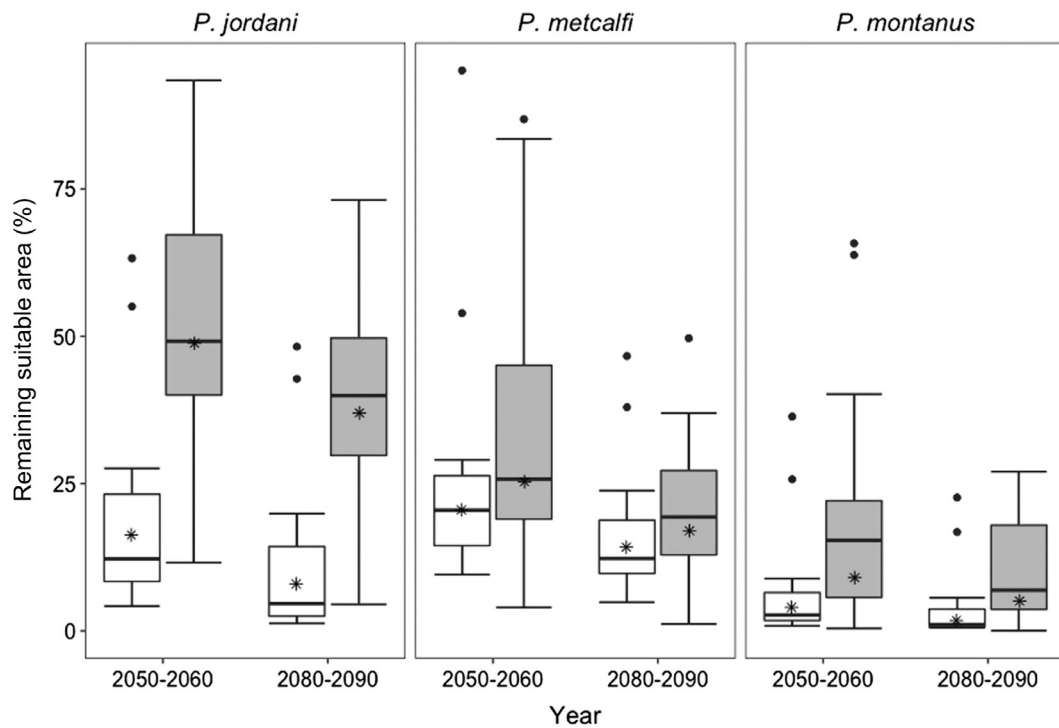 P. jordani P. metcalfi P. montanus
Remaining suitable area (%)
75
50
25
0
2050-2060 2080-2090 2050-2060 2080-2090 2050-2060 2080-2090
Year